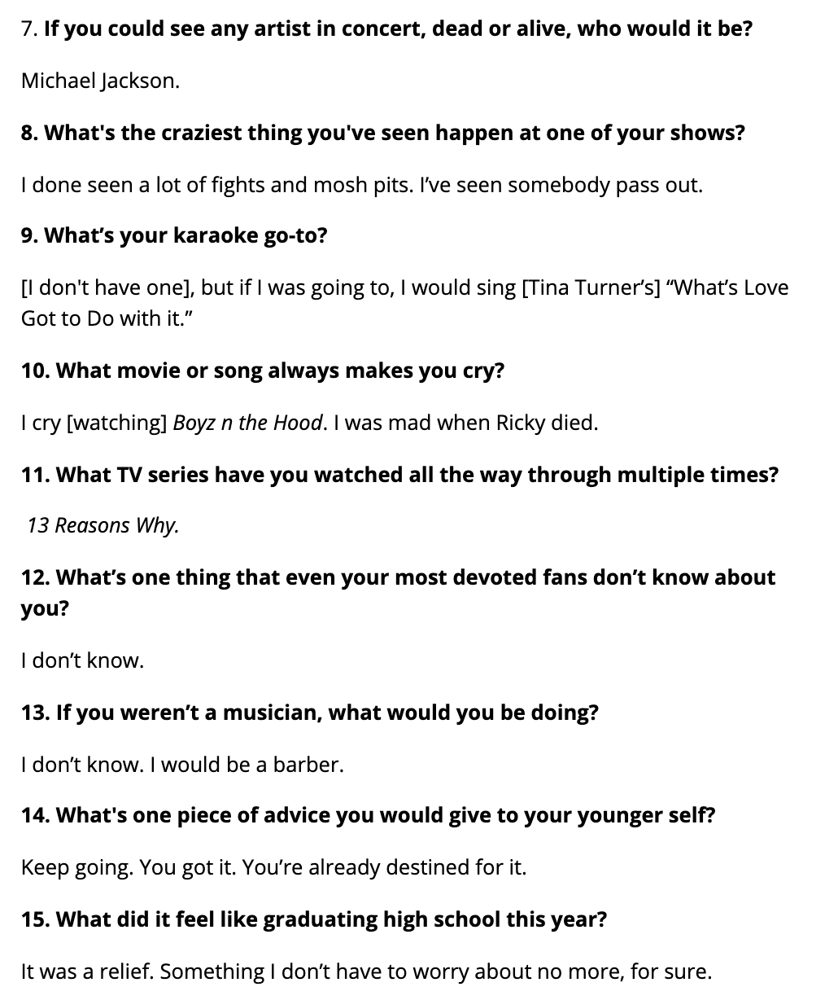 7. If you could see any artist in concert, dead or alive, who would it be?
Michael Jackson.
8. What's the craziest thing you've seen happen at one of your shows?
I done seen a lot of fights and mosh pits. I’ve seen somebody pass out.
9. What’s your karaoke go-to?
[I don't have one], but if I was going to, I would sing [Tina Turner’s] “What’s Love
Got to Do with it.”
10. What movie or song always makes you cry?
I cry [watching] Boyz n the Hood. I was mad when Ricky died.
11. What TV series have you watched all the way through multiple times?
13 Reasons Why.
12. What’s one thing that even your most devoted fans don’t know about
you?
I don’t know.
13. If you weren’t a musician, what would you be doing?
I don’t know. I would be a barber.
14. What's one piece of advice you would give to your younger self?
Keep going. You got it. You’re already destined for it.
15. What did it feel like graduating high school this year?
It was a relief. Something I don’t have to worry about no more, for sure.